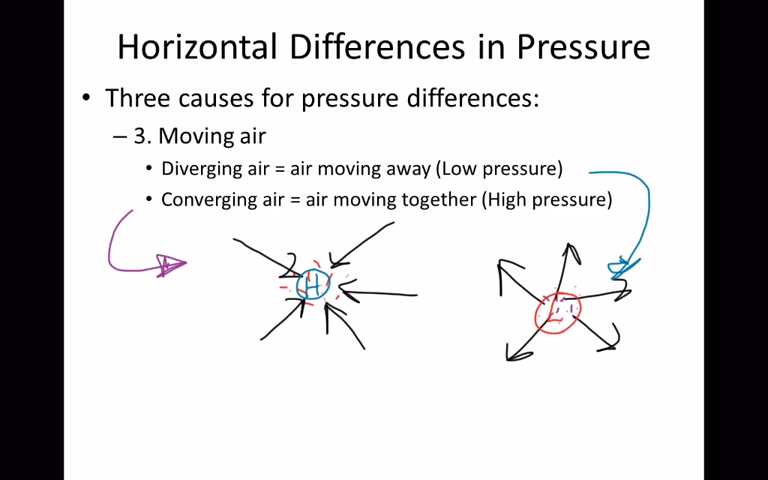 Horizontal Differences in Pressure
• Three causes for pressure differences:
– 3. Moving air
• Diverging air = air moving away (Low pressure)
• Converging air = air moving together (High pressure)
H
L